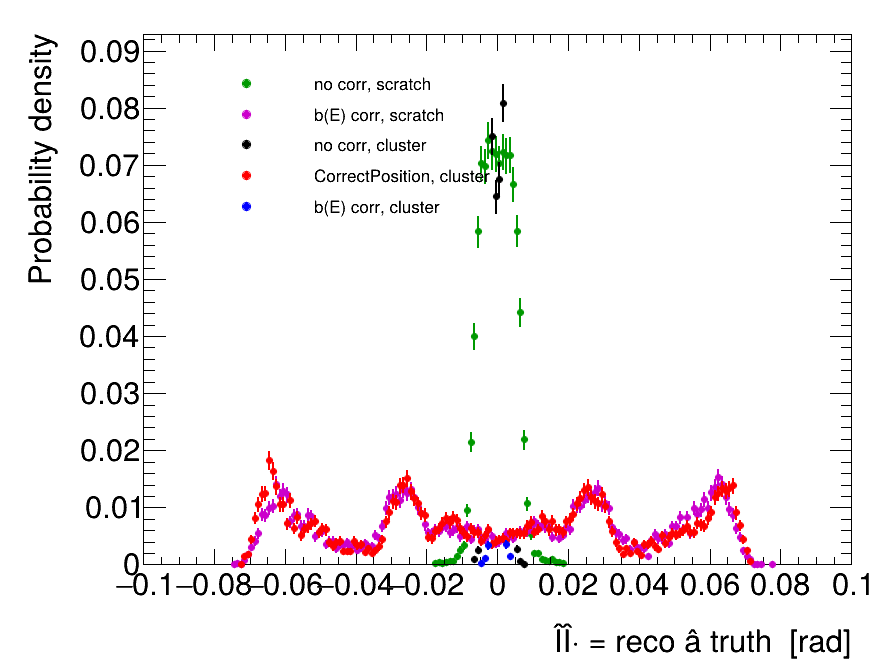 Probability density
0.09
0.08
0.07
0.06
0.05
0.04
0.03
0.02
0.01
0
no corr, scratch
b(E) corr, scratch
no corr, cluster
CorrectPosition, cluster
b(E) corr, cluster
−0.1 −0.08 −0.06 −0.04 −0.02 0 0.02 0.04 0.06 0.08 0.1
ÎÎ· = reco â truth [rad]